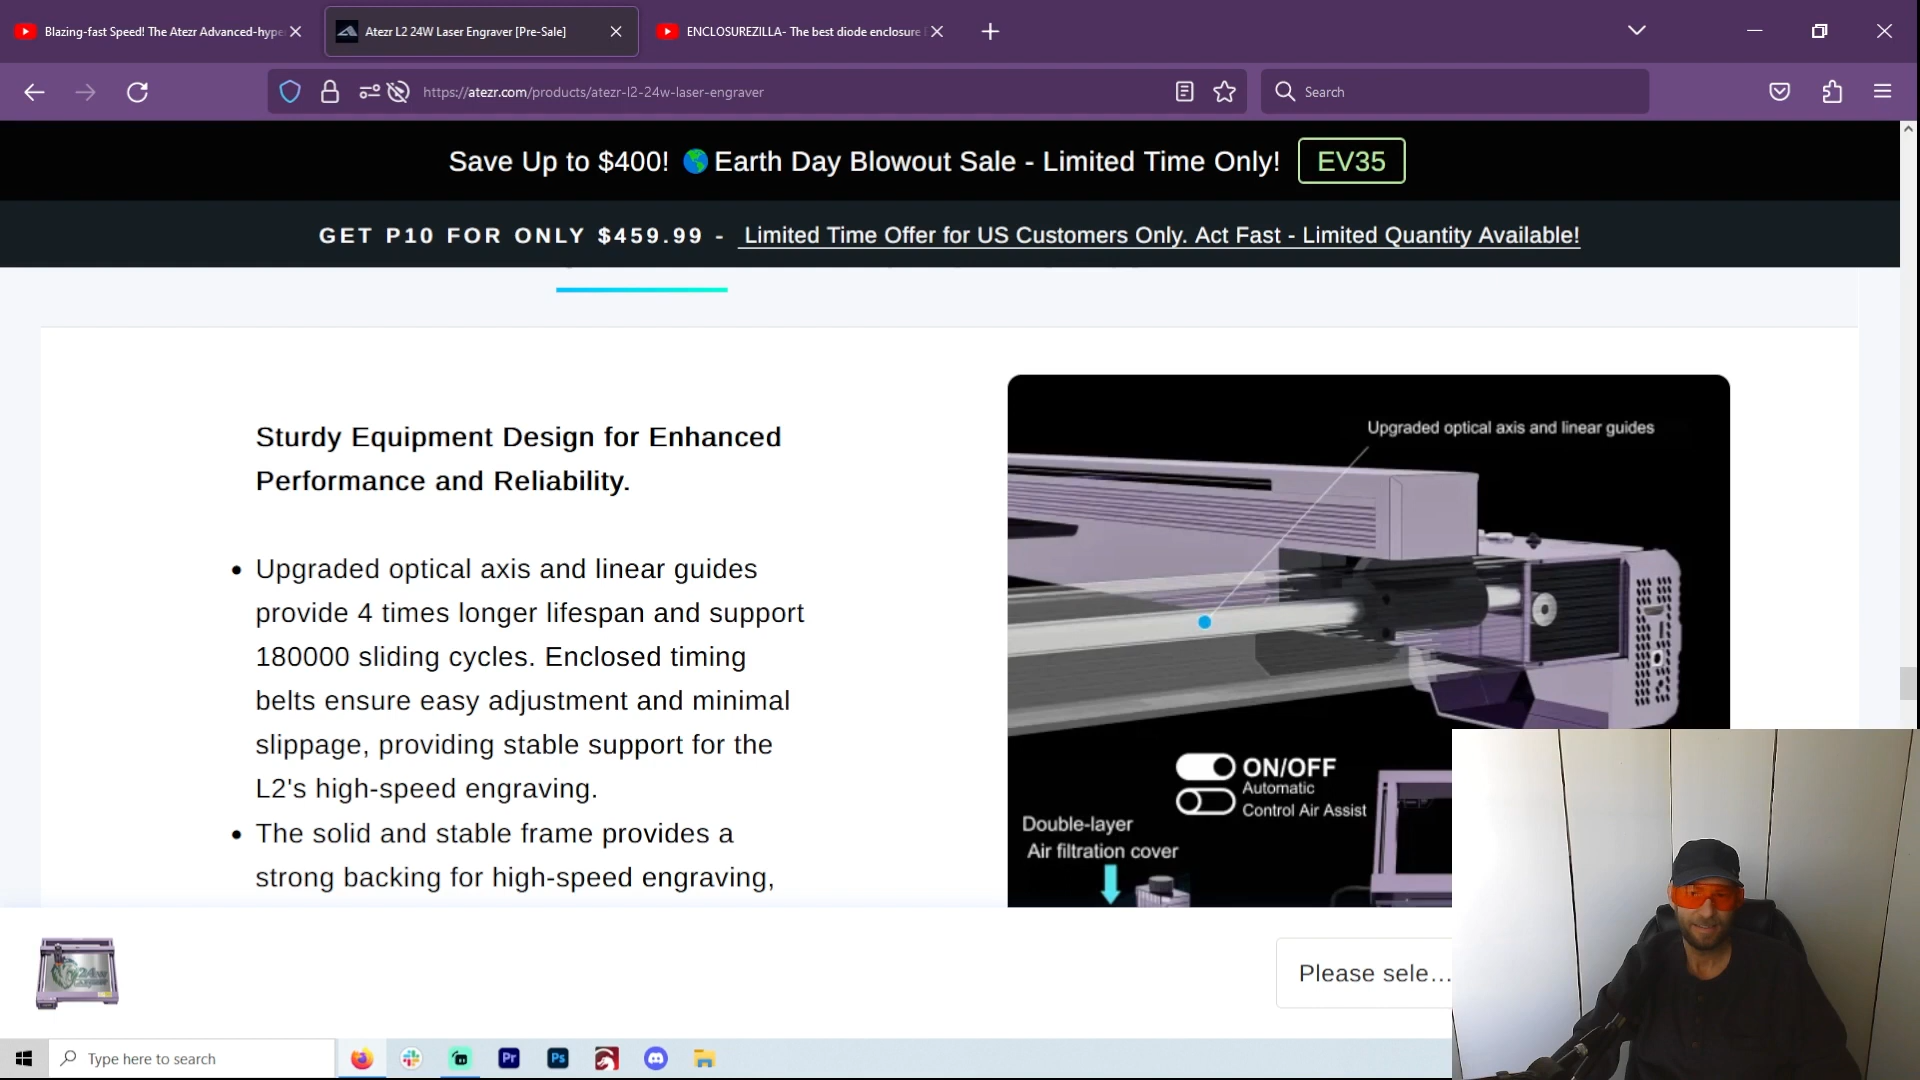 Blazing-fast Speed! The Atezr Advanced-hype
Atezr L2 24W Laser Engraver [Pre-Sale]
ENCLOSUREZILLA- The best diode enclosure
https://atezr.com/products/atezr-l2-24w-laser-engraver
Search
Save Up to $400! 🌎Earth Day Blowout Sale - Limited Time Only! EV35
GET P10 FOR ONLY $459.99 - Limited Time Offer for US Customers Only. Act Fast - Limited Quantity Available!
Sturdy Equipment Design for Enhanced
Performance and Reliability.
• Upgraded optical axis and linear guides
provide 4 times longer lifespan and support
180000 sliding cycles. Enclosed timing
belts ensure easy adjustment and minimal
slippage, providing stable support for the
L2's high-speed engraving.
• The solid and stable frame provides a
strong backing for high-speed engraving,
Upgraded optical axis and linear guides
ON/OFF
Automatic
Control Air Assist
Double-layer
Air filtration cover
24w
Please sele...
Type here to search
Pr
Ps